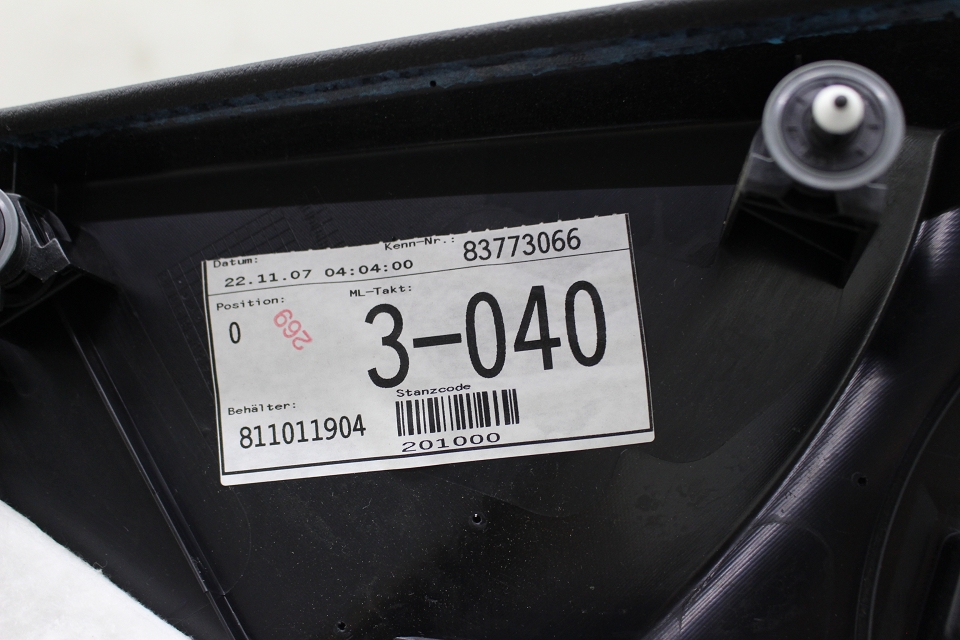 Datum: Kenn-Nr.: 83773066
22.11.07 04:04:00
Position: ML-Takt:
0 269 3-040
Stanzcode
Behälter:
811011904
201000